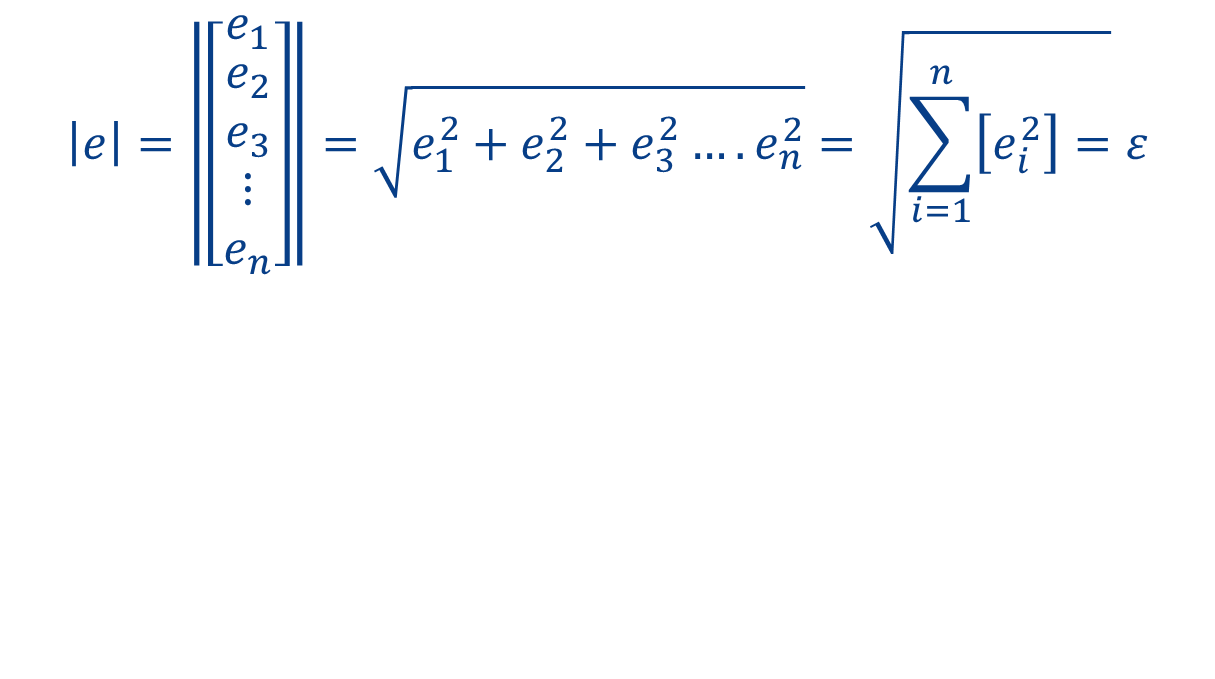 |e| = ‖[e₁ e₂ e₃ ⋮ eₙ]‖ = √(e₁² + e₂² + e₃² … . eₙ²) = √(∑ᵢ₌₁ⁿ [eᵢ²]) = ε